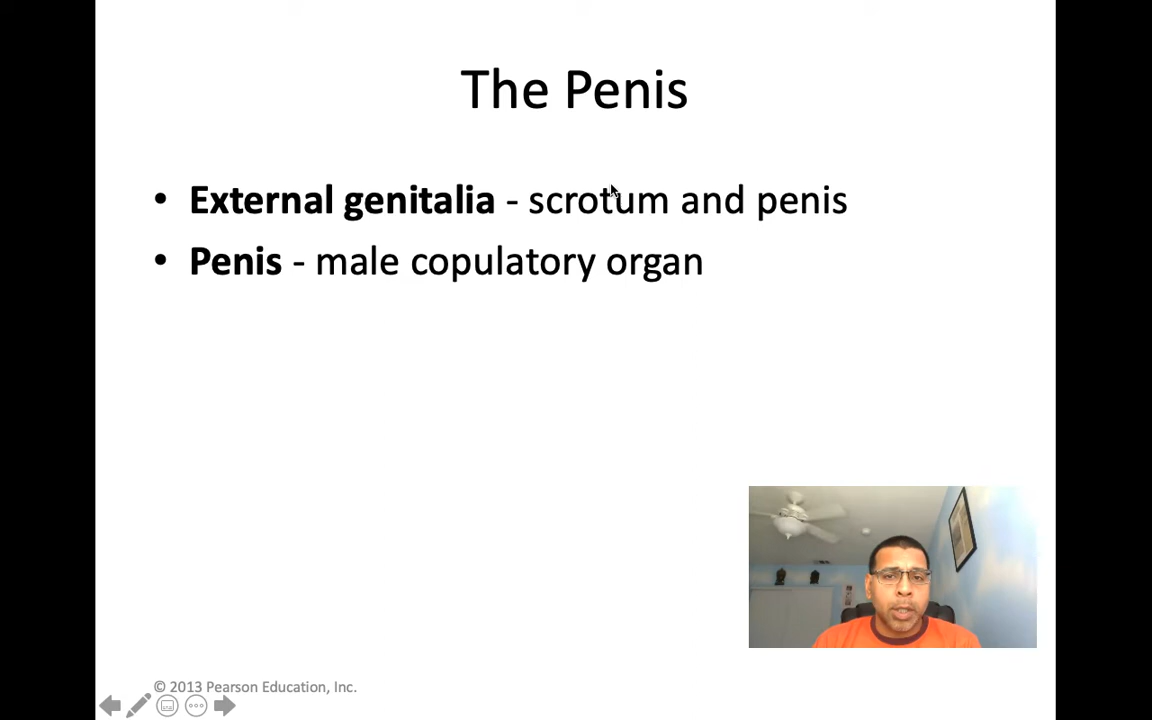 The Penis
• External genitalia - scrotum and penis
• Penis - male copulatory organ
© 2013 Pearson Education, Inc.